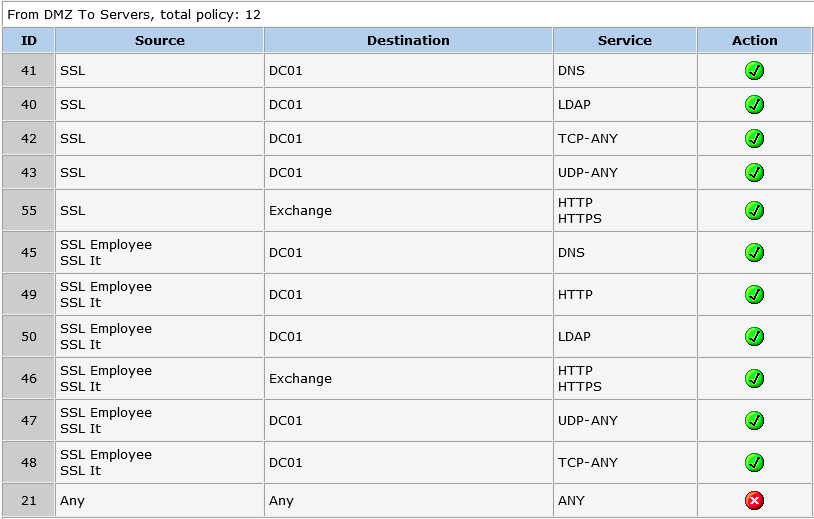 From DMZ To Servers, total policy: 12
ID Source Destination Service Action
41 SSL DC01 DNS
40 SSL DC01 LDAP
42 SSL DC01 TCP-ANY
43 SSL DC01 UDP-ANY
55 SSL Exchange HTTP
HTTPS
45 SSL Employee DC01 DNS
SSL It
49 SSL Employee DC01 HTTP
SSL It
50 SSL Employee DC01 LDAP
SSL It
46 SSL Employee Exchange HTTP
SSL It HTTPS
47 SSL Employee DC01 UDP-ANY
SSL It
48 SSL Employee DC01 TCP-ANY
SSL It
21 Any Any ANY